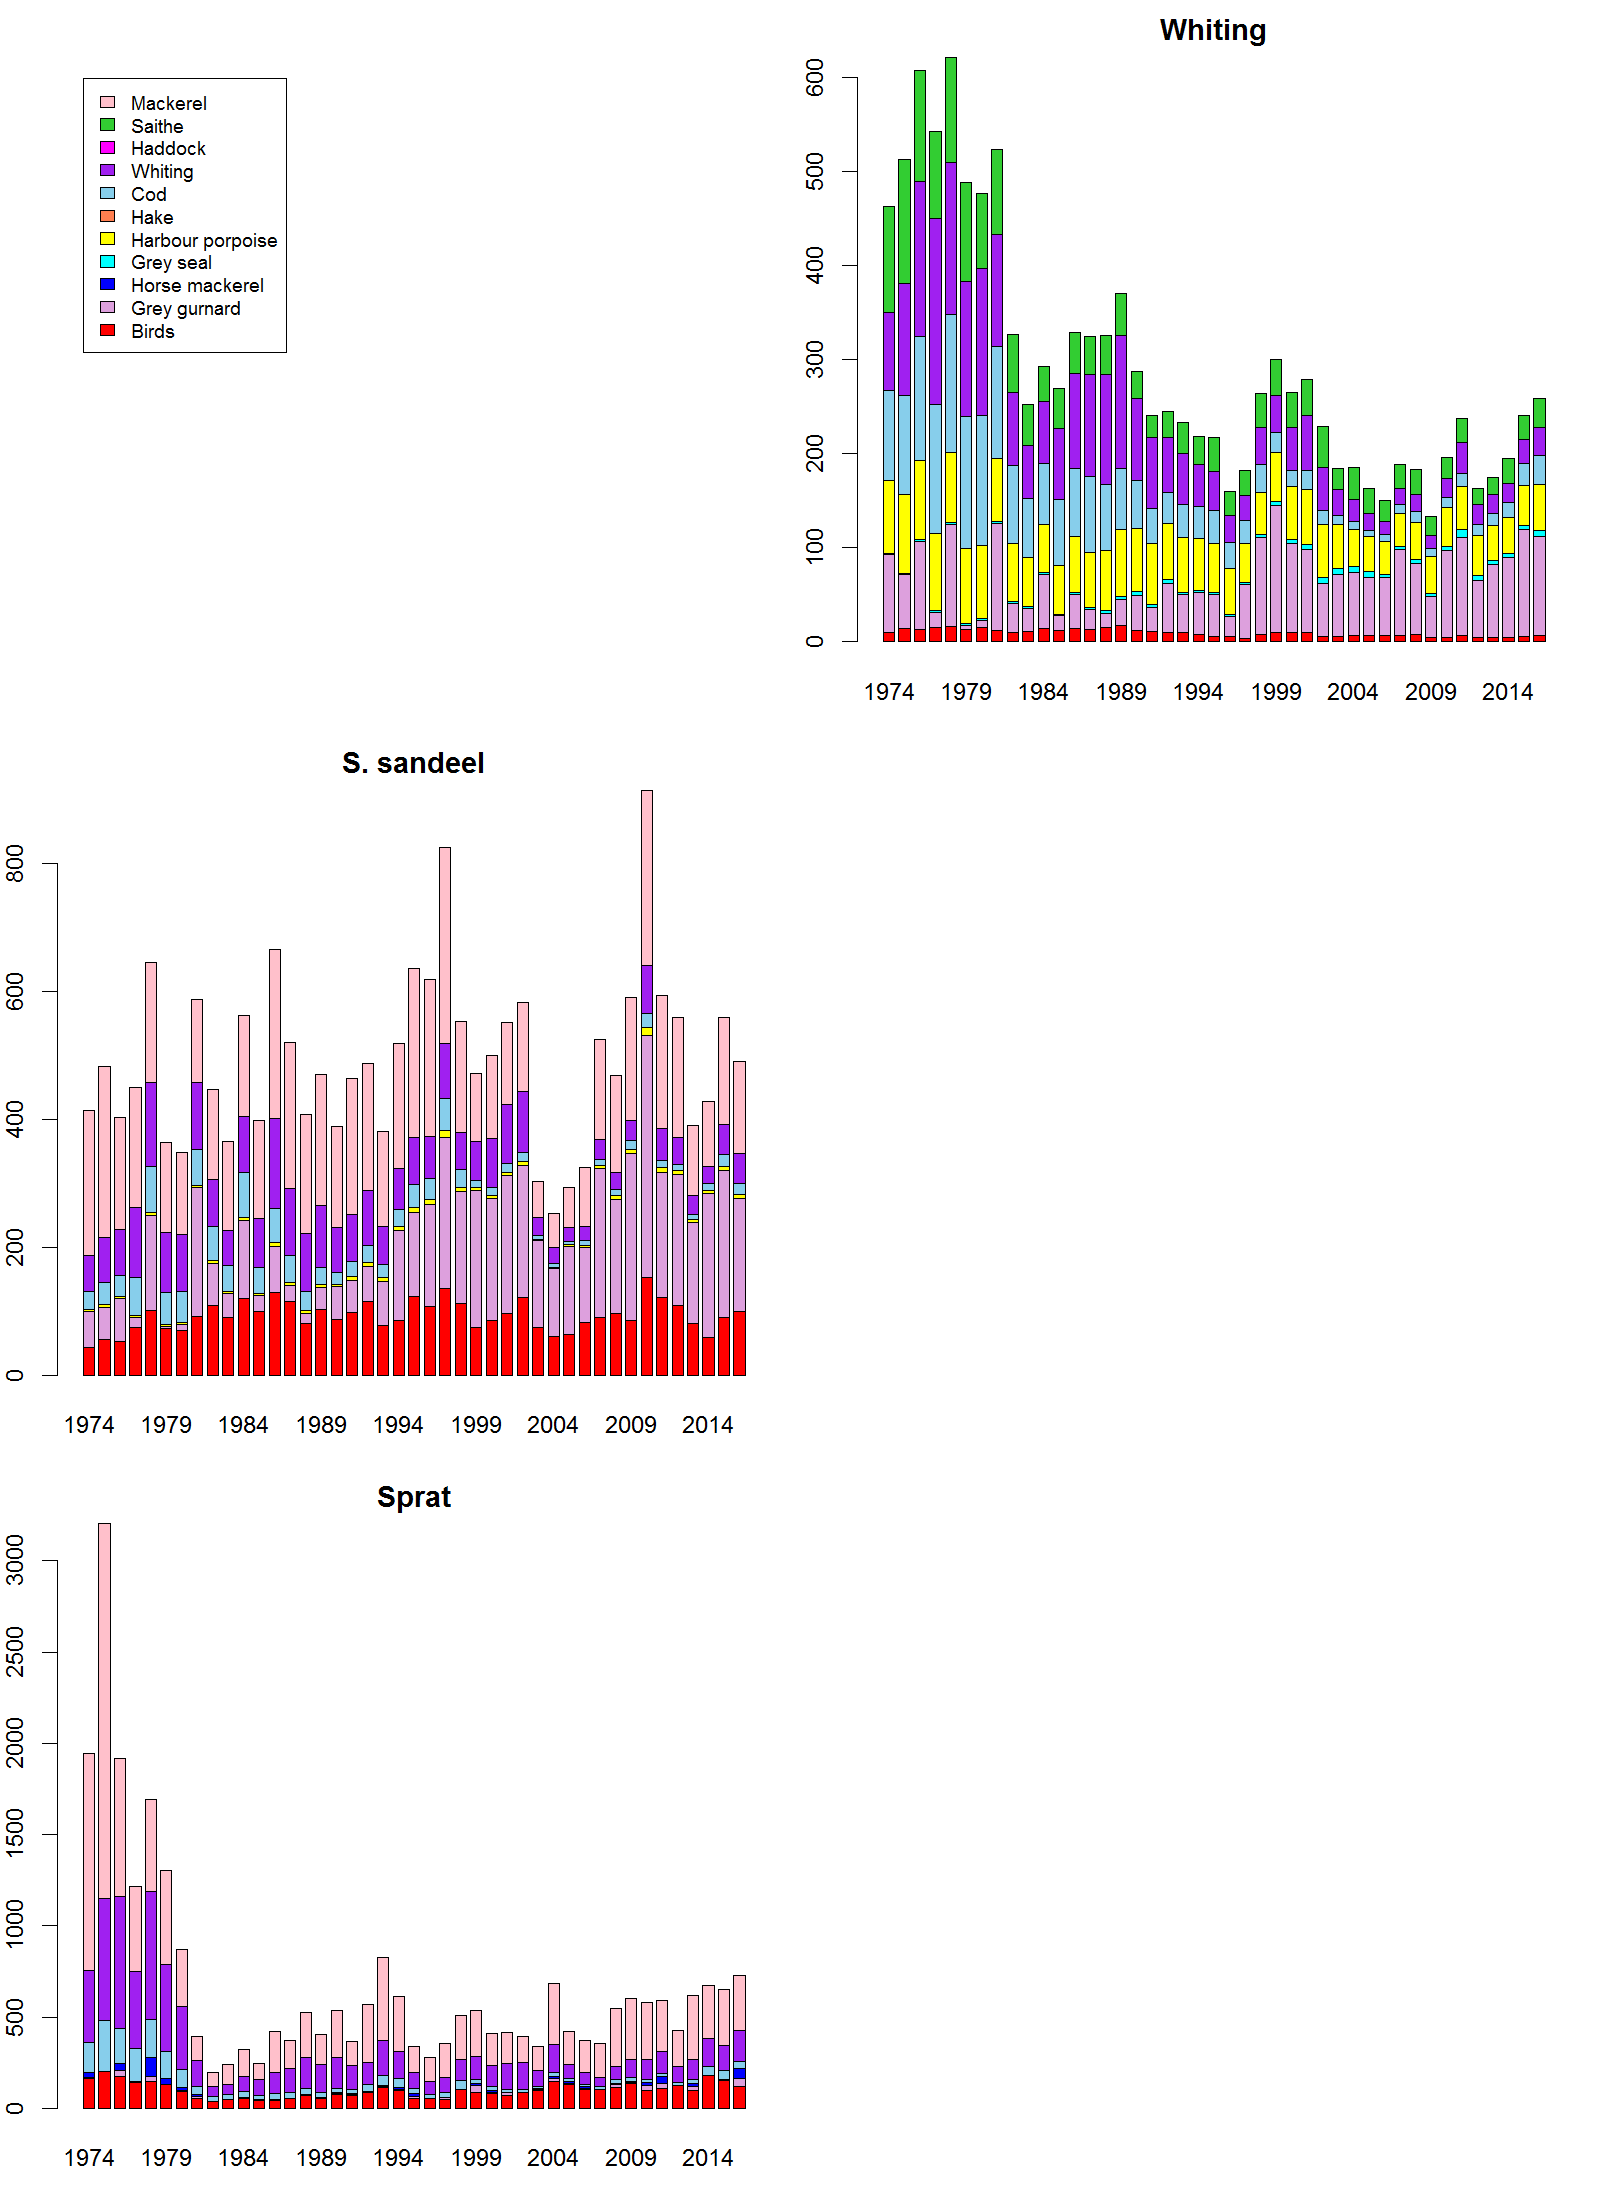 Mackerel
Saithe
Haddock
Whiting
Cod
Hake
Harbour porpoise
Grey seal
Horse mackerel
Grey gurnard
Birds
Whiting
600
500
400
300
200
100
0
1974 1979 1984 1989 1994 1999 2004 2009 2014
S. sandeel
800
600
400
200
0
1974 1979 1984 1989 1994 1999 2004 2009 2014
Sprat
3000
2500
2000
1500
1000
500
0
1974 1979 1984 1989 1994 1999 2004 2009 2014